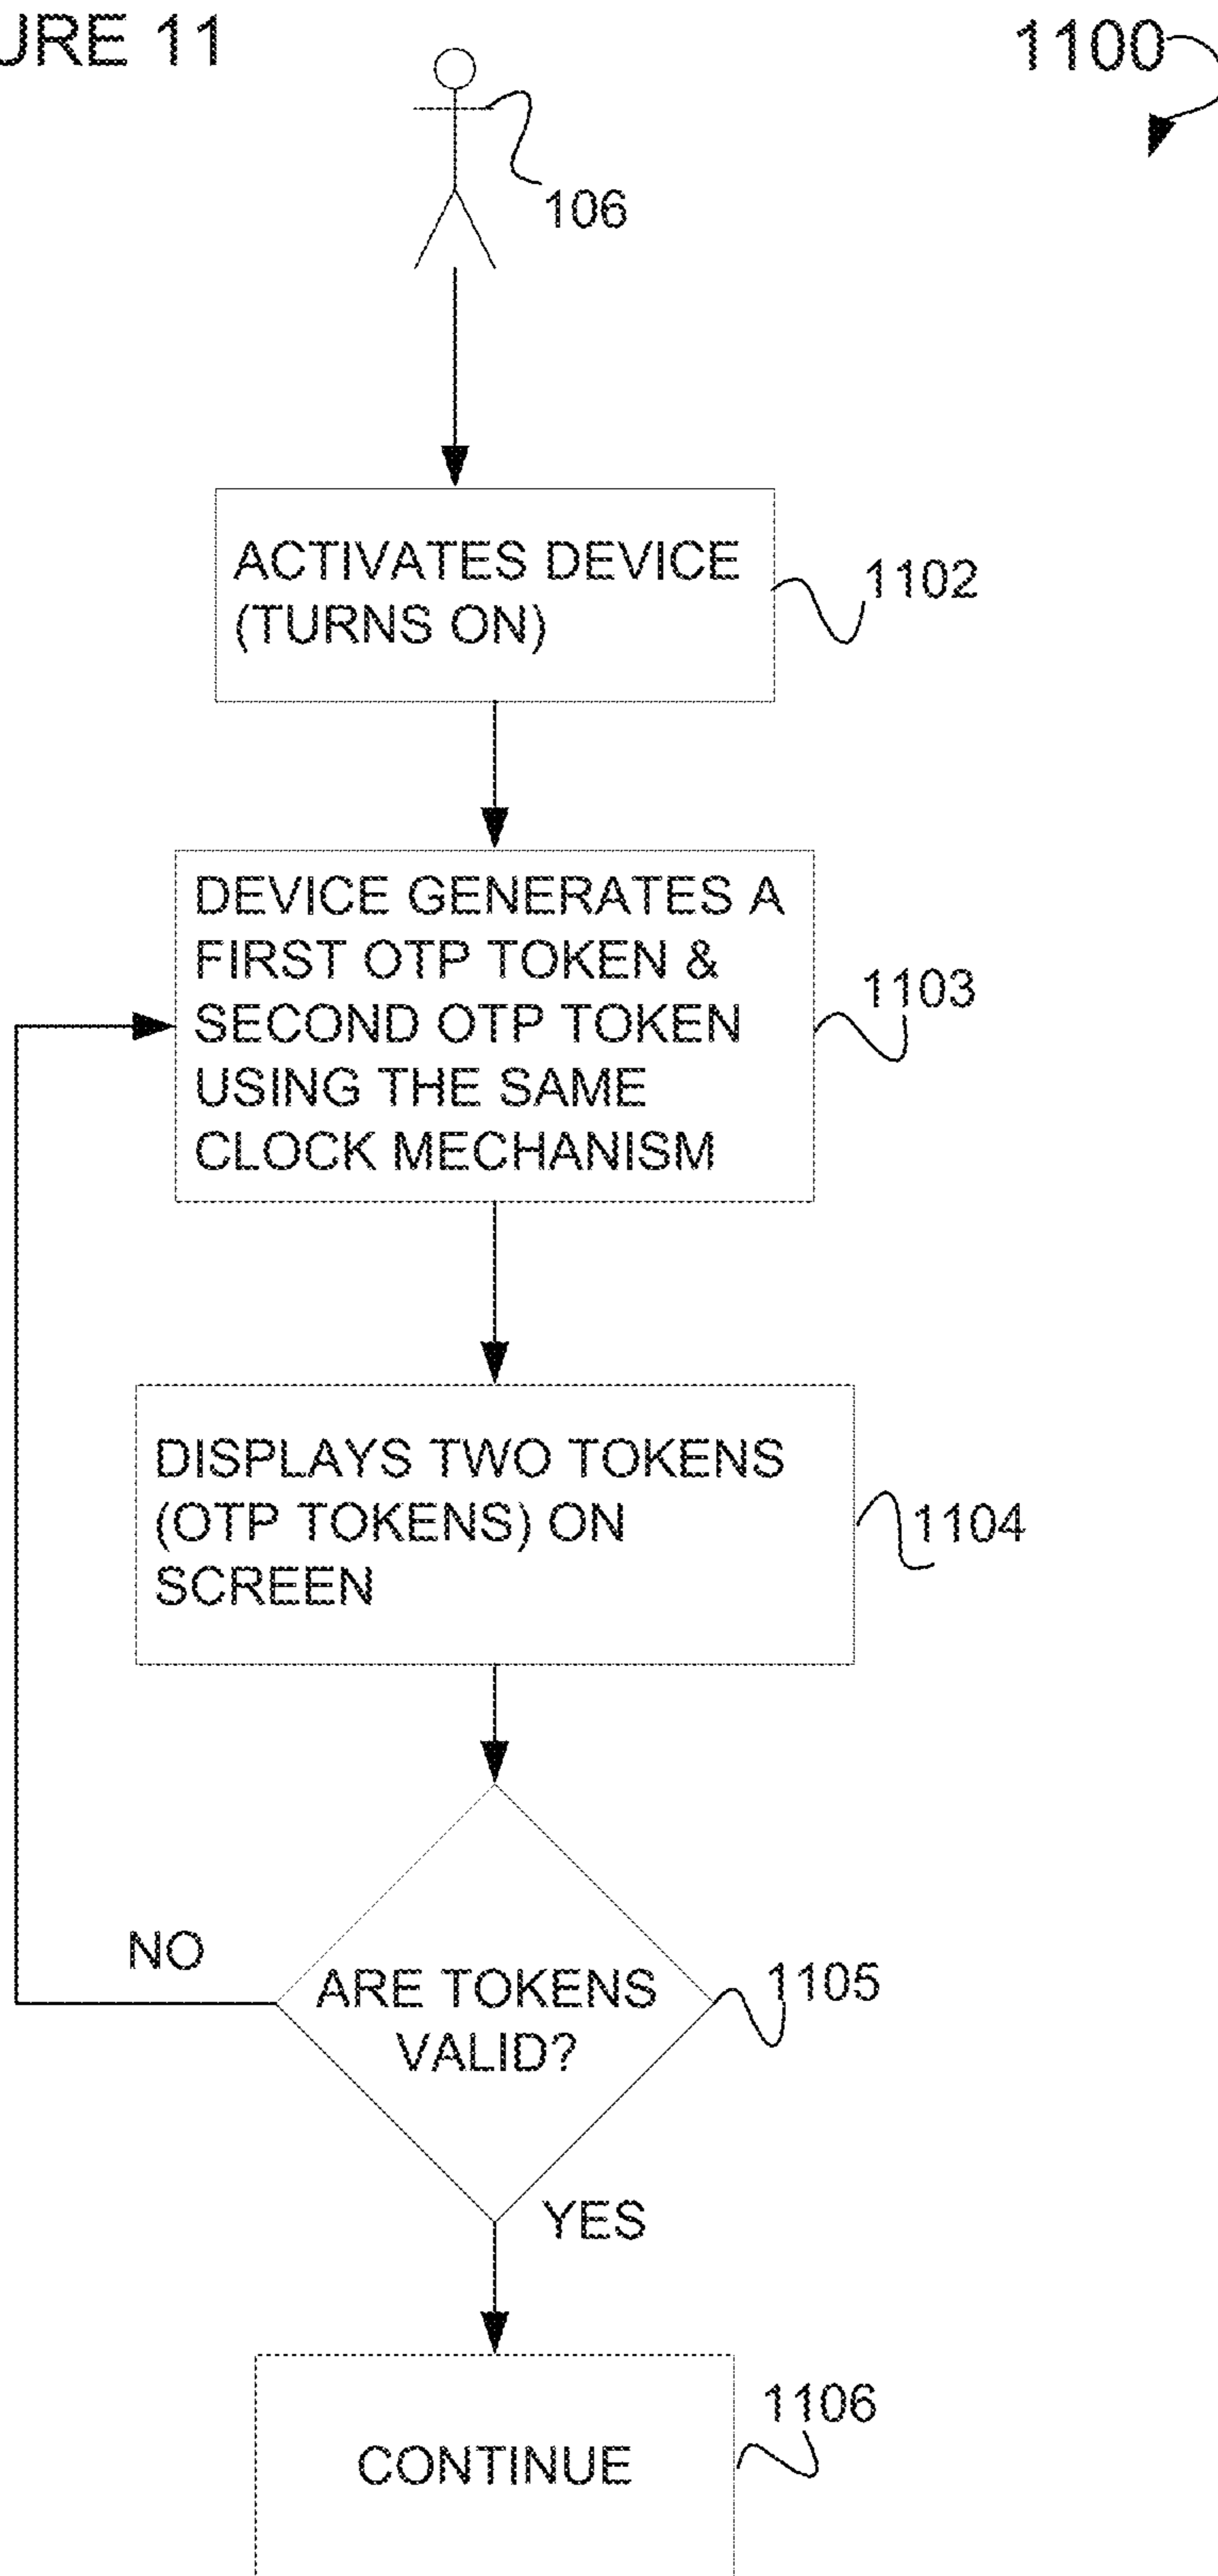 URE 11
1100
106
ACTIVATES DEVICE
(TURNS ON)
1102
DEVICE GENERATES A
FIRST OTP TOKEN &
SECOND OTP TOKEN
USING THE SAME
CLOCK MECHANISM
1103
DISPLAYS TWO TOKENS
(OTP TOKENS) ON
SCREEN
1104
NO
ARE TOKENS
VALID?
1105
YES
CONTINUE
1106